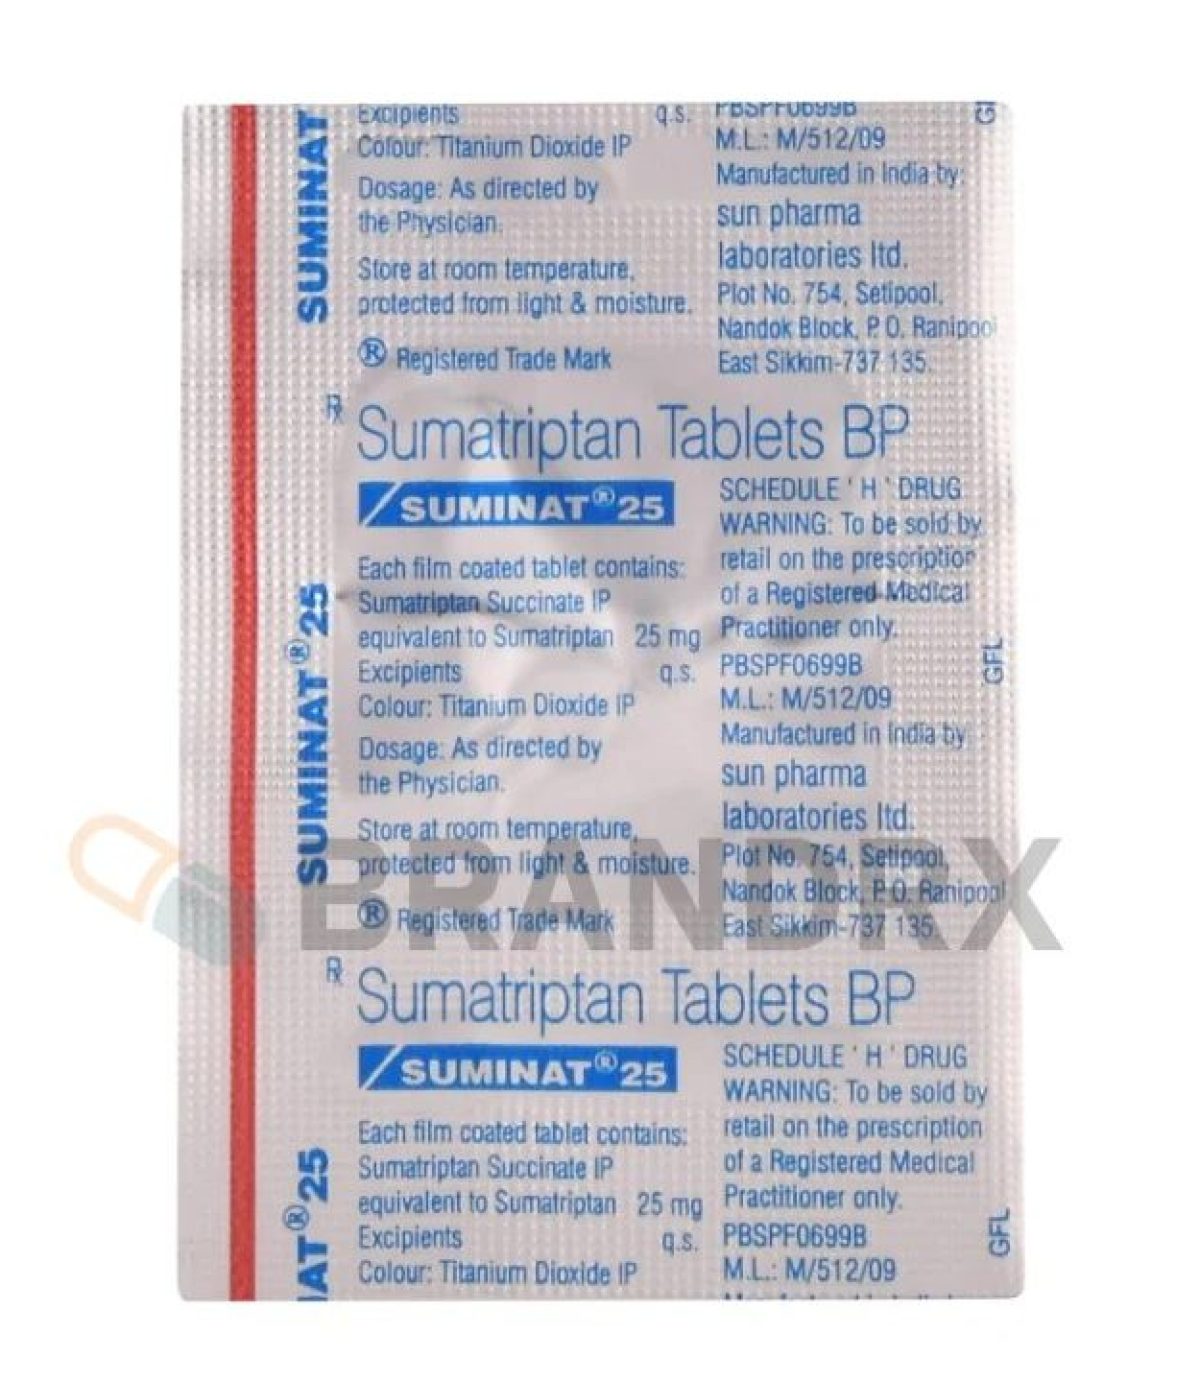 SUMINAT
Excipients q.s.
Colour: Titanium Dioxide IP
Dosage: As directed by
the Physician.
Store at room temperature,
protected from light & moisture.
® Registered Trade Mark
PBSPF0699B
M.L.: M/512/09
Manufactured in India by:
sun pharma
laboratories ltd.
Plot No. 754, Setipool,
Nandok Block, P.O. Ranipool
East Sikkim-737 135.
SUMINAT®25
Rx Sumatriptan Tablets BP
SUMINAT®25
Each film coated tablet contains:
Sumatriptan Succinate IP
equivalent to Sumatriptan 25 mg
Excipients q.s.
Colour: Titanium Dioxide IP
Dosage: As directed by
the Physician.
Store at room temperature,
protected from light & moisture.
® Registered Trade Mark
SCHEDULE ' H ' DRUG
WARNING: To be sold by
retail on the prescription
of a Registered Medical
Practitioner only.
PBSPF0699B
M.L.: M/512/09
Manufactured in India by:
sun pharma
laboratories ltd.
Plot No. 754, Setipool,
Nandok Block, P.O. Ranipool
East Sikkim-737 135.
GFL
BRANDRX
AT®25
Rx Sumatriptan Tablets BP
SUMINAT®25
Each film coated tablet contains:
Sumatriptan Succinate IP
equivalent to Sumatriptan 25 mg
Excipients q.s.
Colour: Titanium Dioxide IP
SCHEDULE ' H ' DRUG
WARNING: To be sold by
retail on the prescription
of a Registered Medical
Practitioner only.
PBSPF0699B
M.L.: M/512/09
GFL